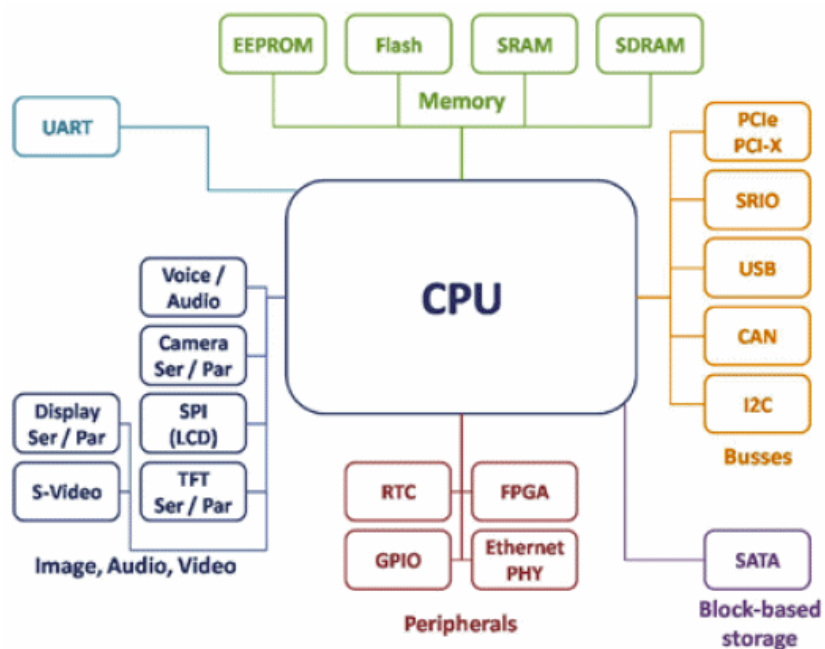 EEPROM
Flash
SRAM
SDRAM
Memory
UART
PCIe
PCI-X
SRIO
USB
CAN
I2C
Busses
CPU
Voice /
Audio
Camera
Ser / Par
Display
Ser / Par
SPI
(LCD)
S-Video
TFT
Ser / Par
Image, Audio, Video
RTC
FPGA
GPIO
Ethernet
PHY
Peripherals
SATA
Block-based
storage